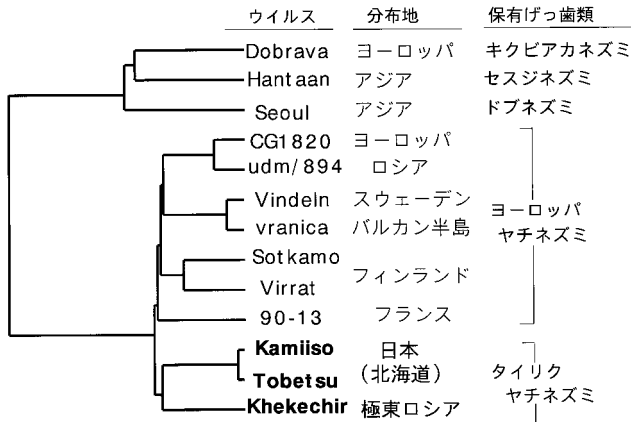 ウイルス 分布地 保有げっ歯類
Dobrava ヨーロッパ キクビアカネズミ
Hantaan アジア セスジネズミ
Seoul アジア ドブネズミ
CG1820 ヨーロッパ
udm/894 ロシア
Vindeln スウェーデン
vranica バルカン半島
ヨーロッパ
ヤチネズミ
Sotkamo
フィンランド
Virrat
90-13 フランス
Kamiiso 日本
Tobetsu (北海道)
タイリク
ヤチネズミ
Khekechir 極東ロシア